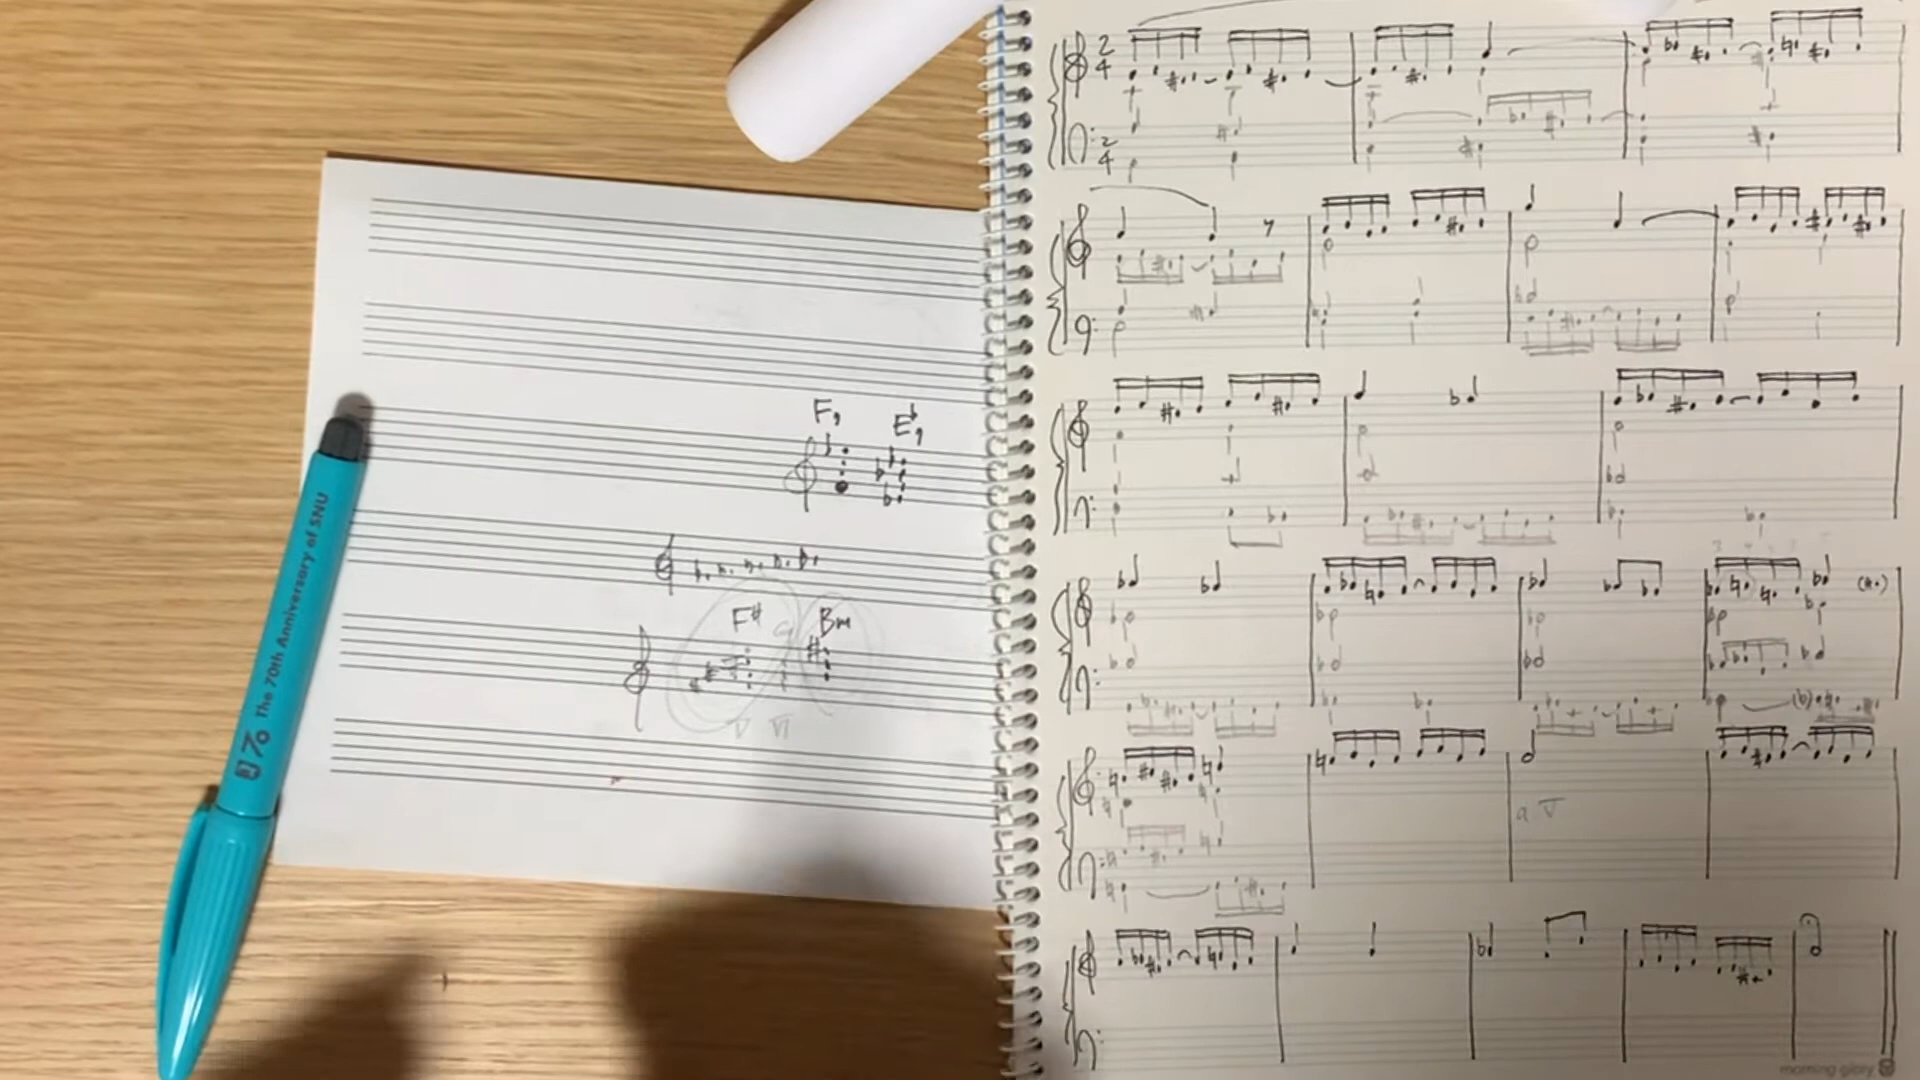 F7 E♭7
F# Bm
V VI
The 70th Anniversary of SNU
70
2
4
2
4
a V
morning glory